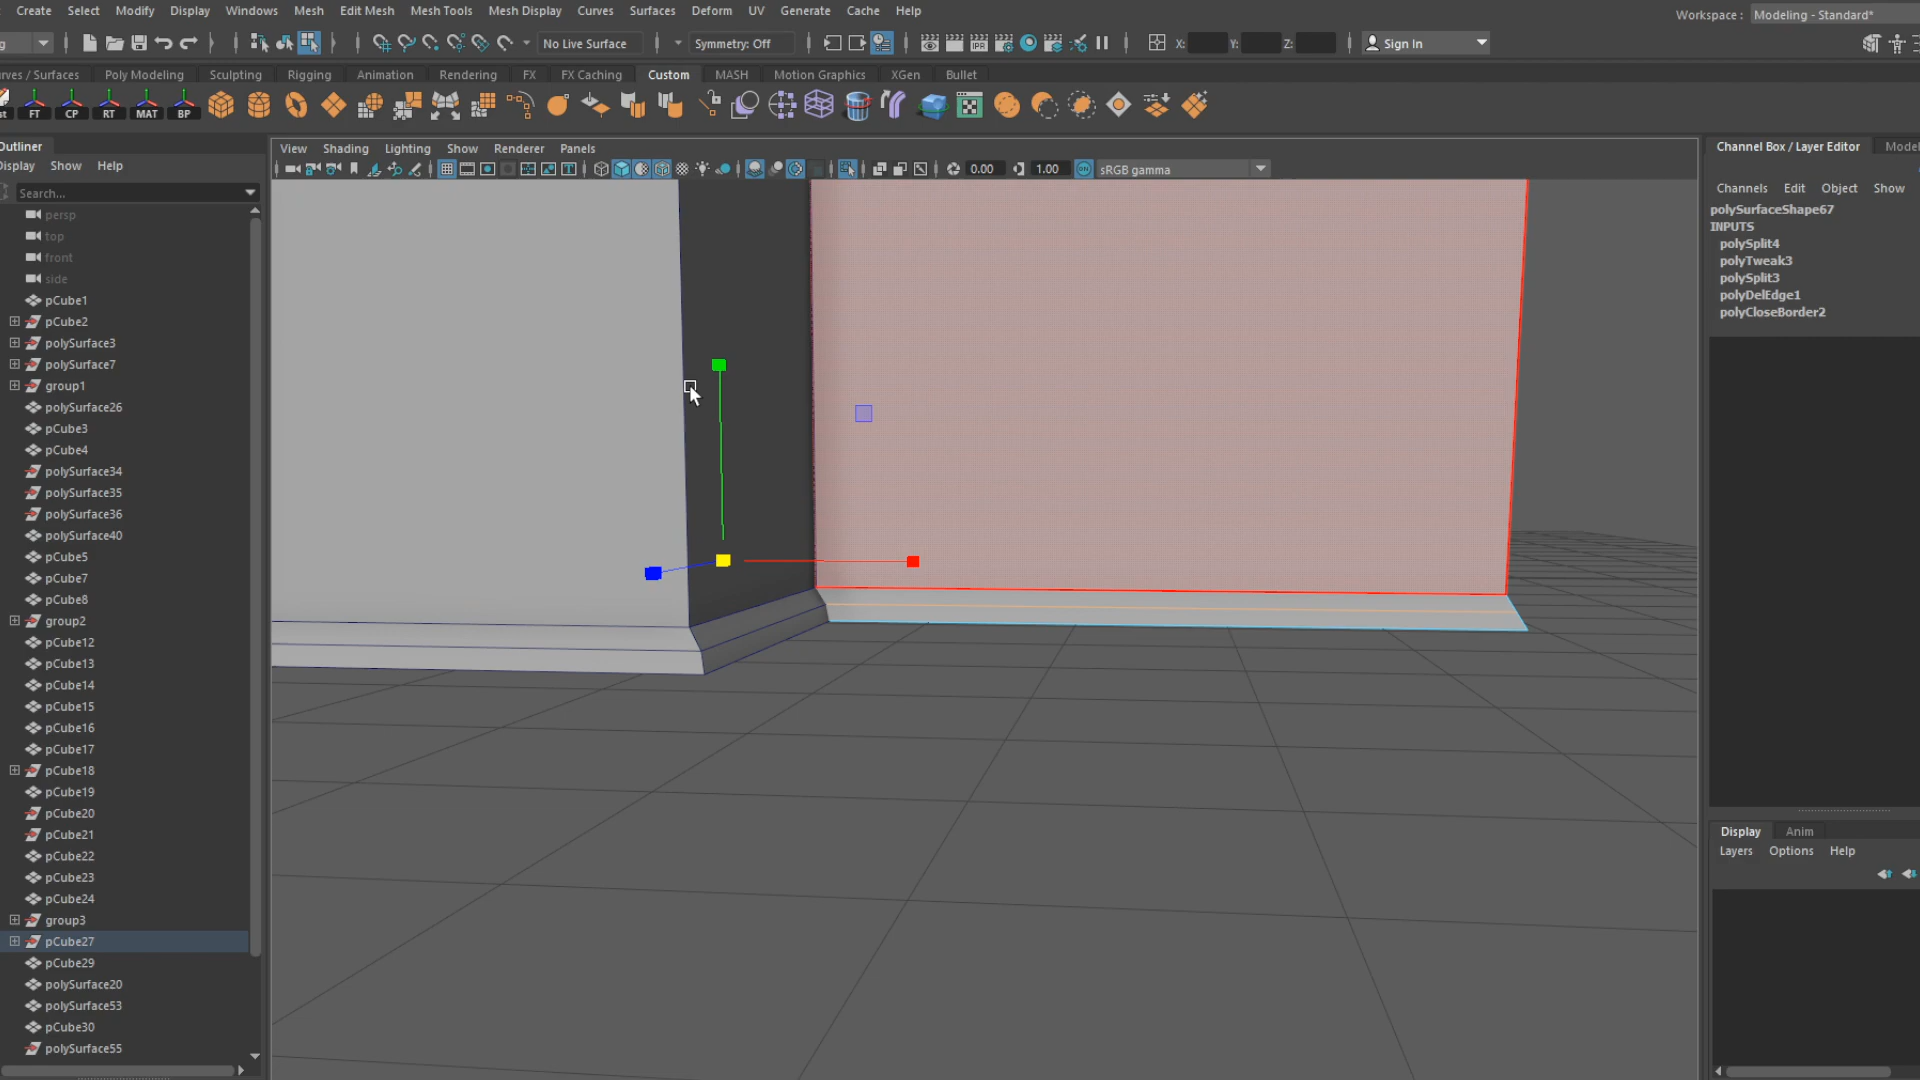 Create Select Modify Display Windows Mesh Edit Mesh Mesh Tools Mesh Display Curves Surfaces Deform UV Generate Cache Help
Workspace : Modeling - Standard*
g No Live Surface Symmetry: Off X: Y: Z: Sign In
rves / Surfaces Poly Modeling Sculpting Rigging Animation Rendering FX FX Caching Custom MASH Motion Graphics XGen Bullet
st FT CP RT MAT BP
IPR
Outliner
Display Show Help
Search...
persp
top
front
side
pCube1
pCube2
polySurface3
polySurface7
group1
polySurface26
pCube3
pCube4
polySurface34
polySurface35
polySurface36
polySurface40
pCube5
pCube7
pCube8
group2
pCube12
pCube13
pCube14
pCube15
pCube16
pCube17
pCube18
pCube19
pCube20
pCube21
pCube22
pCube23
pCube24
group3
pCube27
pCube29
polySurface20
polySurface53
pCube30
polySurface55
View Shading Lighting Show Renderer Panels
0.00 1.00 ON sRGB gamma
Channel Box / Layer Editor Model
Channels Edit Object Show
polySurfaceShape67
INPUTS
polySplit4
polyTweak3
polySplit3
polyDelEdge1
polyCloseBorder2
Display Anim
Layers Options Help